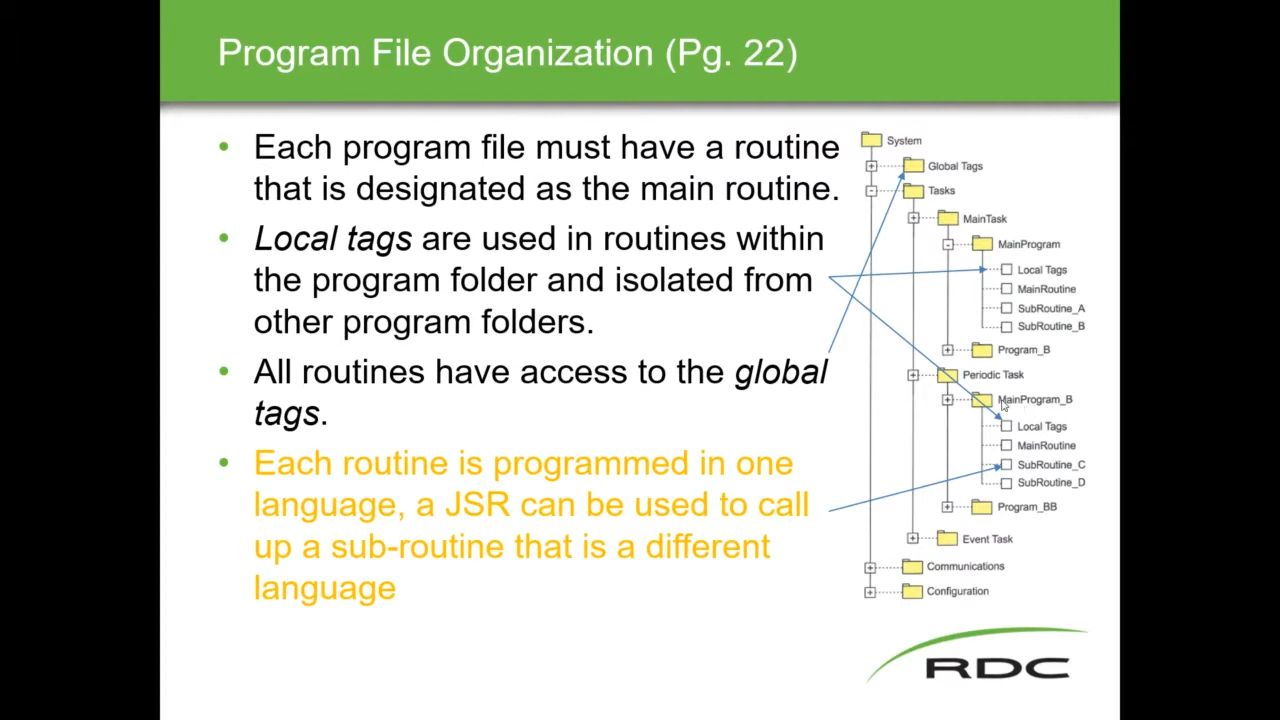 Program File Organization (Pg. 22)
• Each program file must have a routine
that is designated as the main routine.
• Local tags are used in routines within
the program folder and isolated from
other program folders.
• All routines have access to the global
tags.
• Each routine is programmed in one
language, a JSR can be used to call
up a sub-routine that is a different
language
System
Global Tags
Tasks
MainTask
MainProgram
Local Tags
MainRoutine
SubRoutine_A
SubRoutine_B
Program_B
Periodic Task
MainProgram_B
Local Tags
MainRoutine
SubRoutine_C
SubRoutine_D
Program_BB
Event Task
Communications
Configuration
RDC